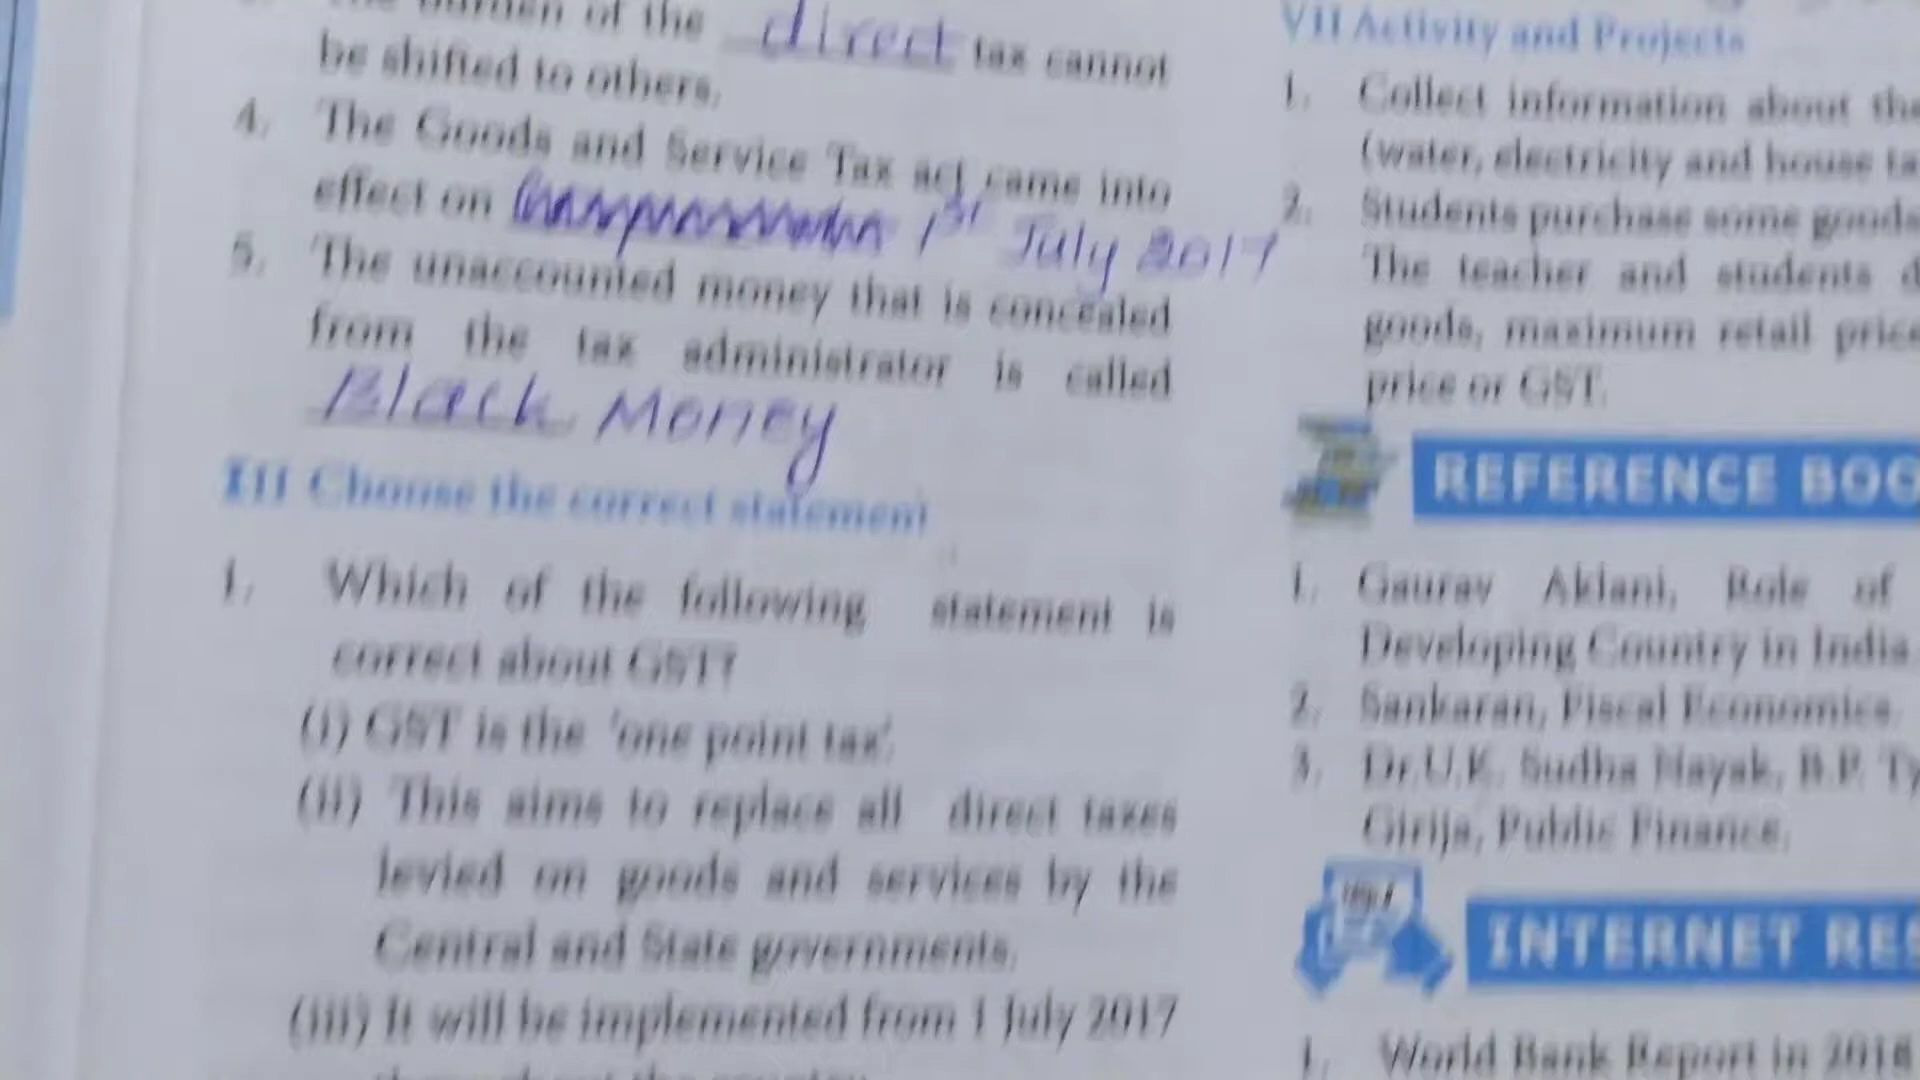 burden of the direct tax cannot
be shifted to others.
4. The Goods and Service Tax act came into
effect on 1st July 2017
5. The unaccounted money that is concealed
from the tax administrator is called
Black Money
III Choose the correct statement
1. Which of the following statement is
correct about GST?
(i) GST is the 'one point tax'.
(ii) This aims to replace all direct taxes
levied on goods and services by the
Central and State governments.
(iii) It will be implemented from 1 July 2017
throughout the country.
VII Activity and Projects
1. Collect information about the
(water, electricity and house ta
2. Students purchase some goods
The teacher and students d
goods, maximum retail price
price or GST.
REFERENCE BOO
1. Gaurav Aklani, Role of
Developing Country in India.
2. Sankaran, Fiscal Economics.
3. Dr.U.K. Sudha Nayak, B.P. Ty
Girija, Public Finance.
INTERNET RES
1. World Bank Report in 2018